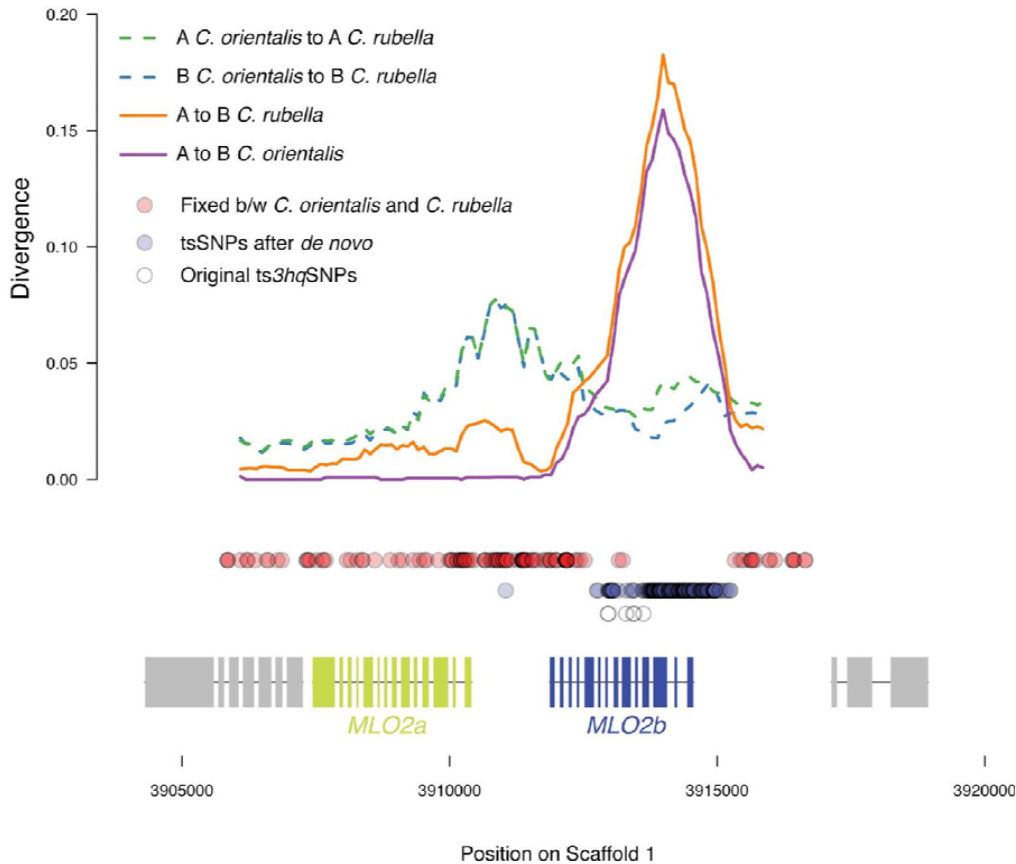 0.20
0.15
0.10
0.05
0.00
Divergence
A C. orientalis to A C. rubella
B C. orientalis to B C. rubella
A to B C. rubella
A to B C. orientalis
Fixed b/w C. orientalis and C. rubella
tsSNPs after de novo
Original ts3hqSNPs
MLO2a
MLO2b
3905000
3910000
3915000
3920000
Position on Scaffold 1